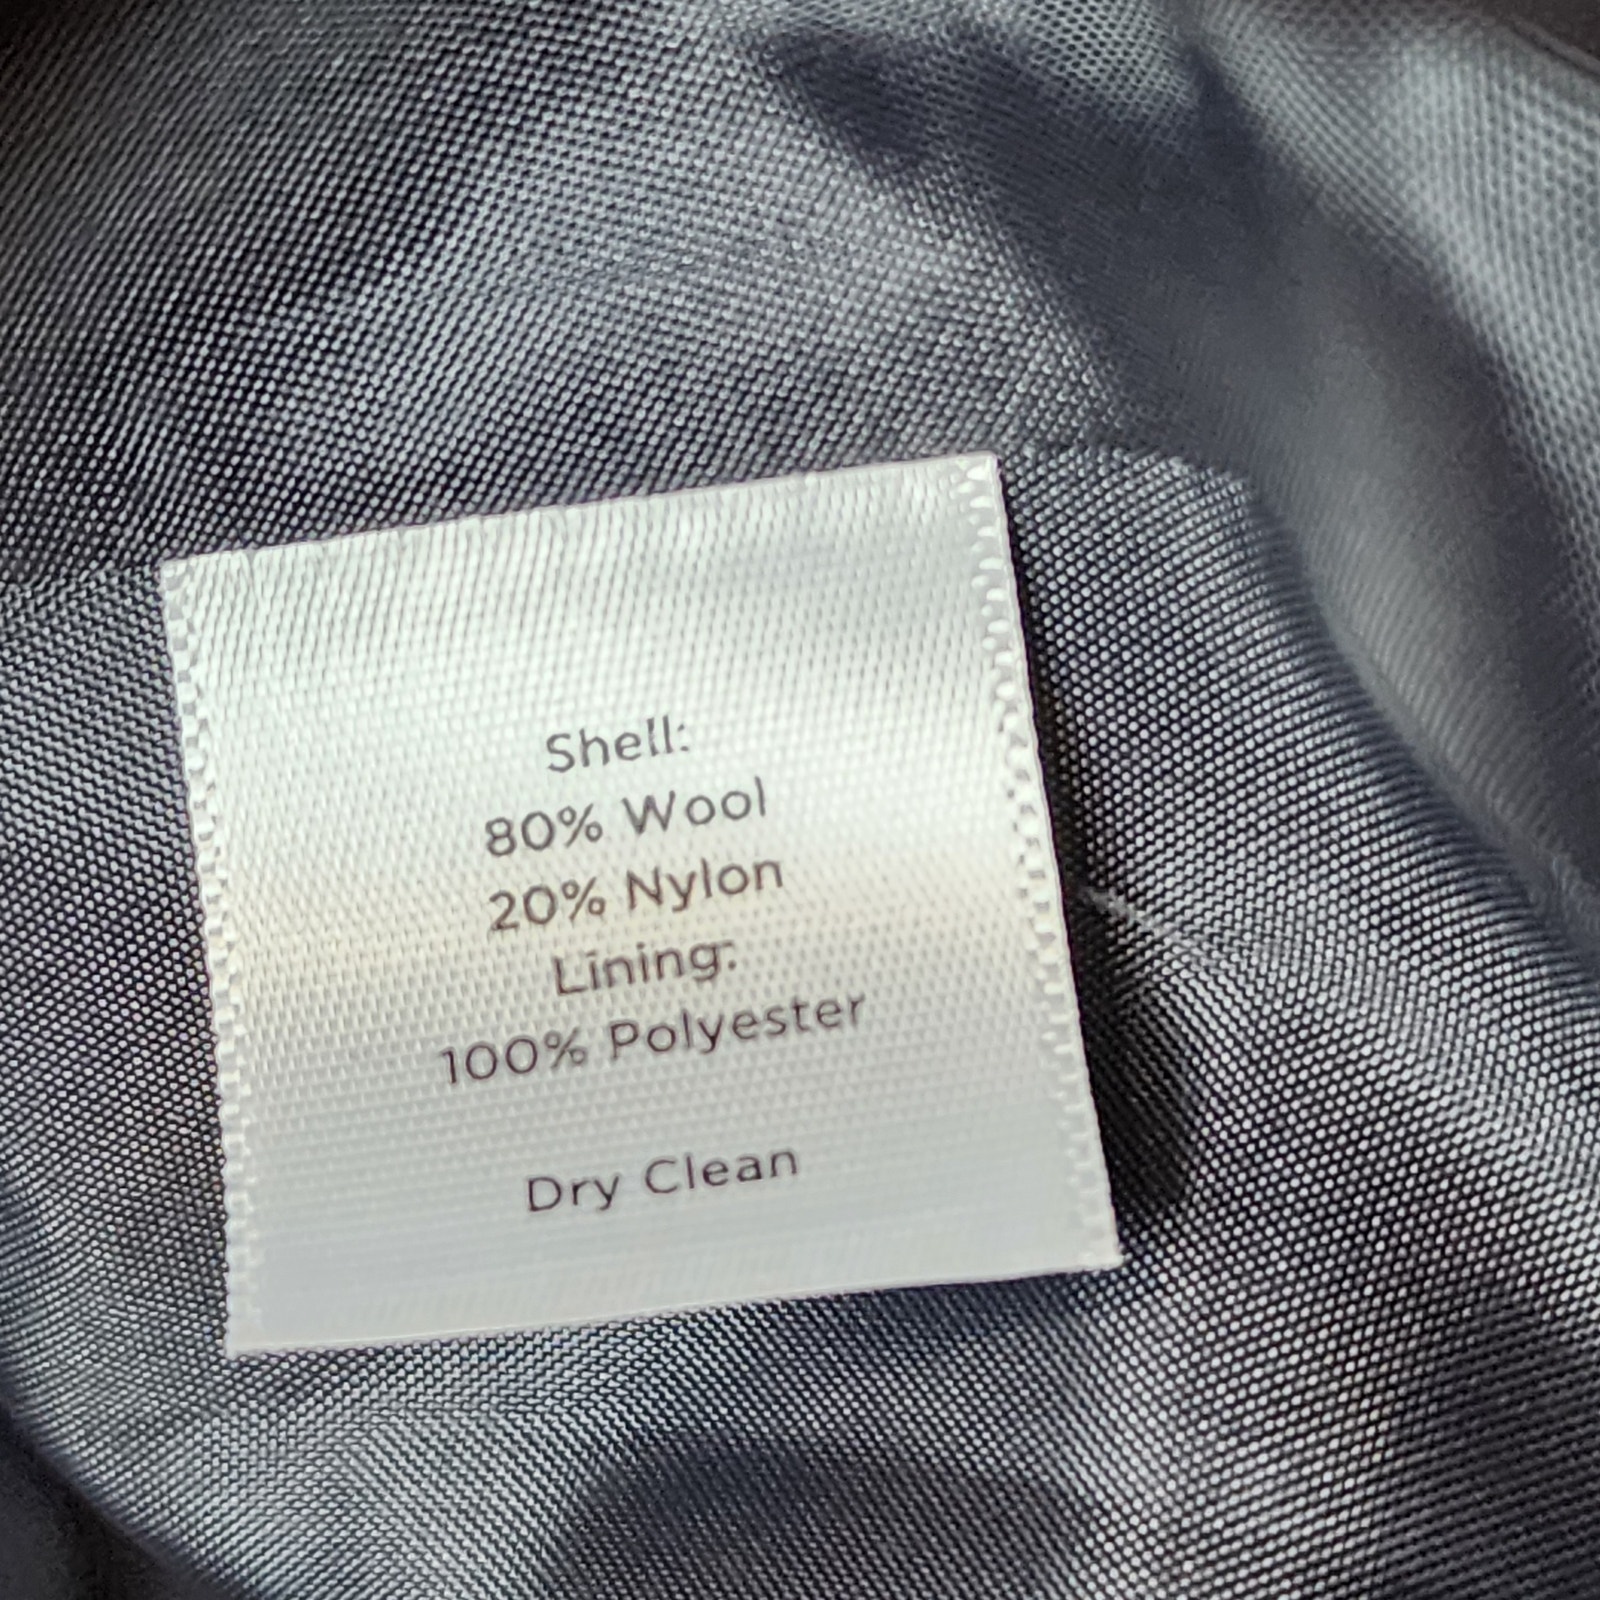 Shell:
80% Wool
20% Nylon
Lining:
100% Polyester
Dry Clean